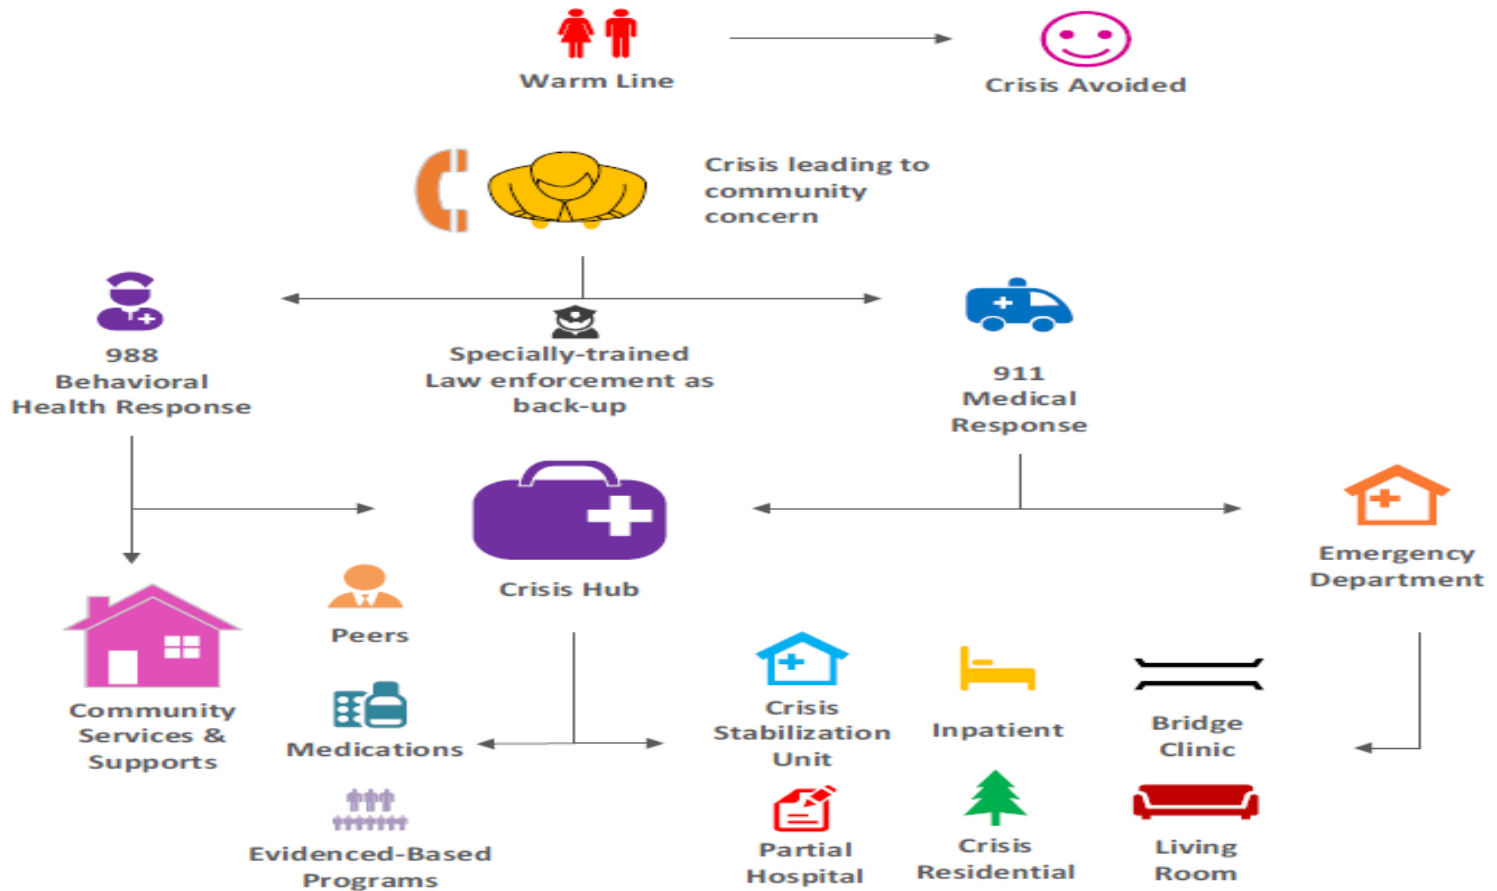 Warm Line
Crisis Avoided
Crisis leading to
community
concern
988
Behavioral
Health Response
Specially-trained
Law enforcement as
back-up
911
Medical
Response
Crisis Hub
Emergency
Department
Peers
Community
Services &
Supports
Medications
Evidenced-Based
Programs
Crisis
Stabilization
Unit
Inpatient
Bridge
Clinic
Partial
Hospital
Crisis
Residential
Living
Room